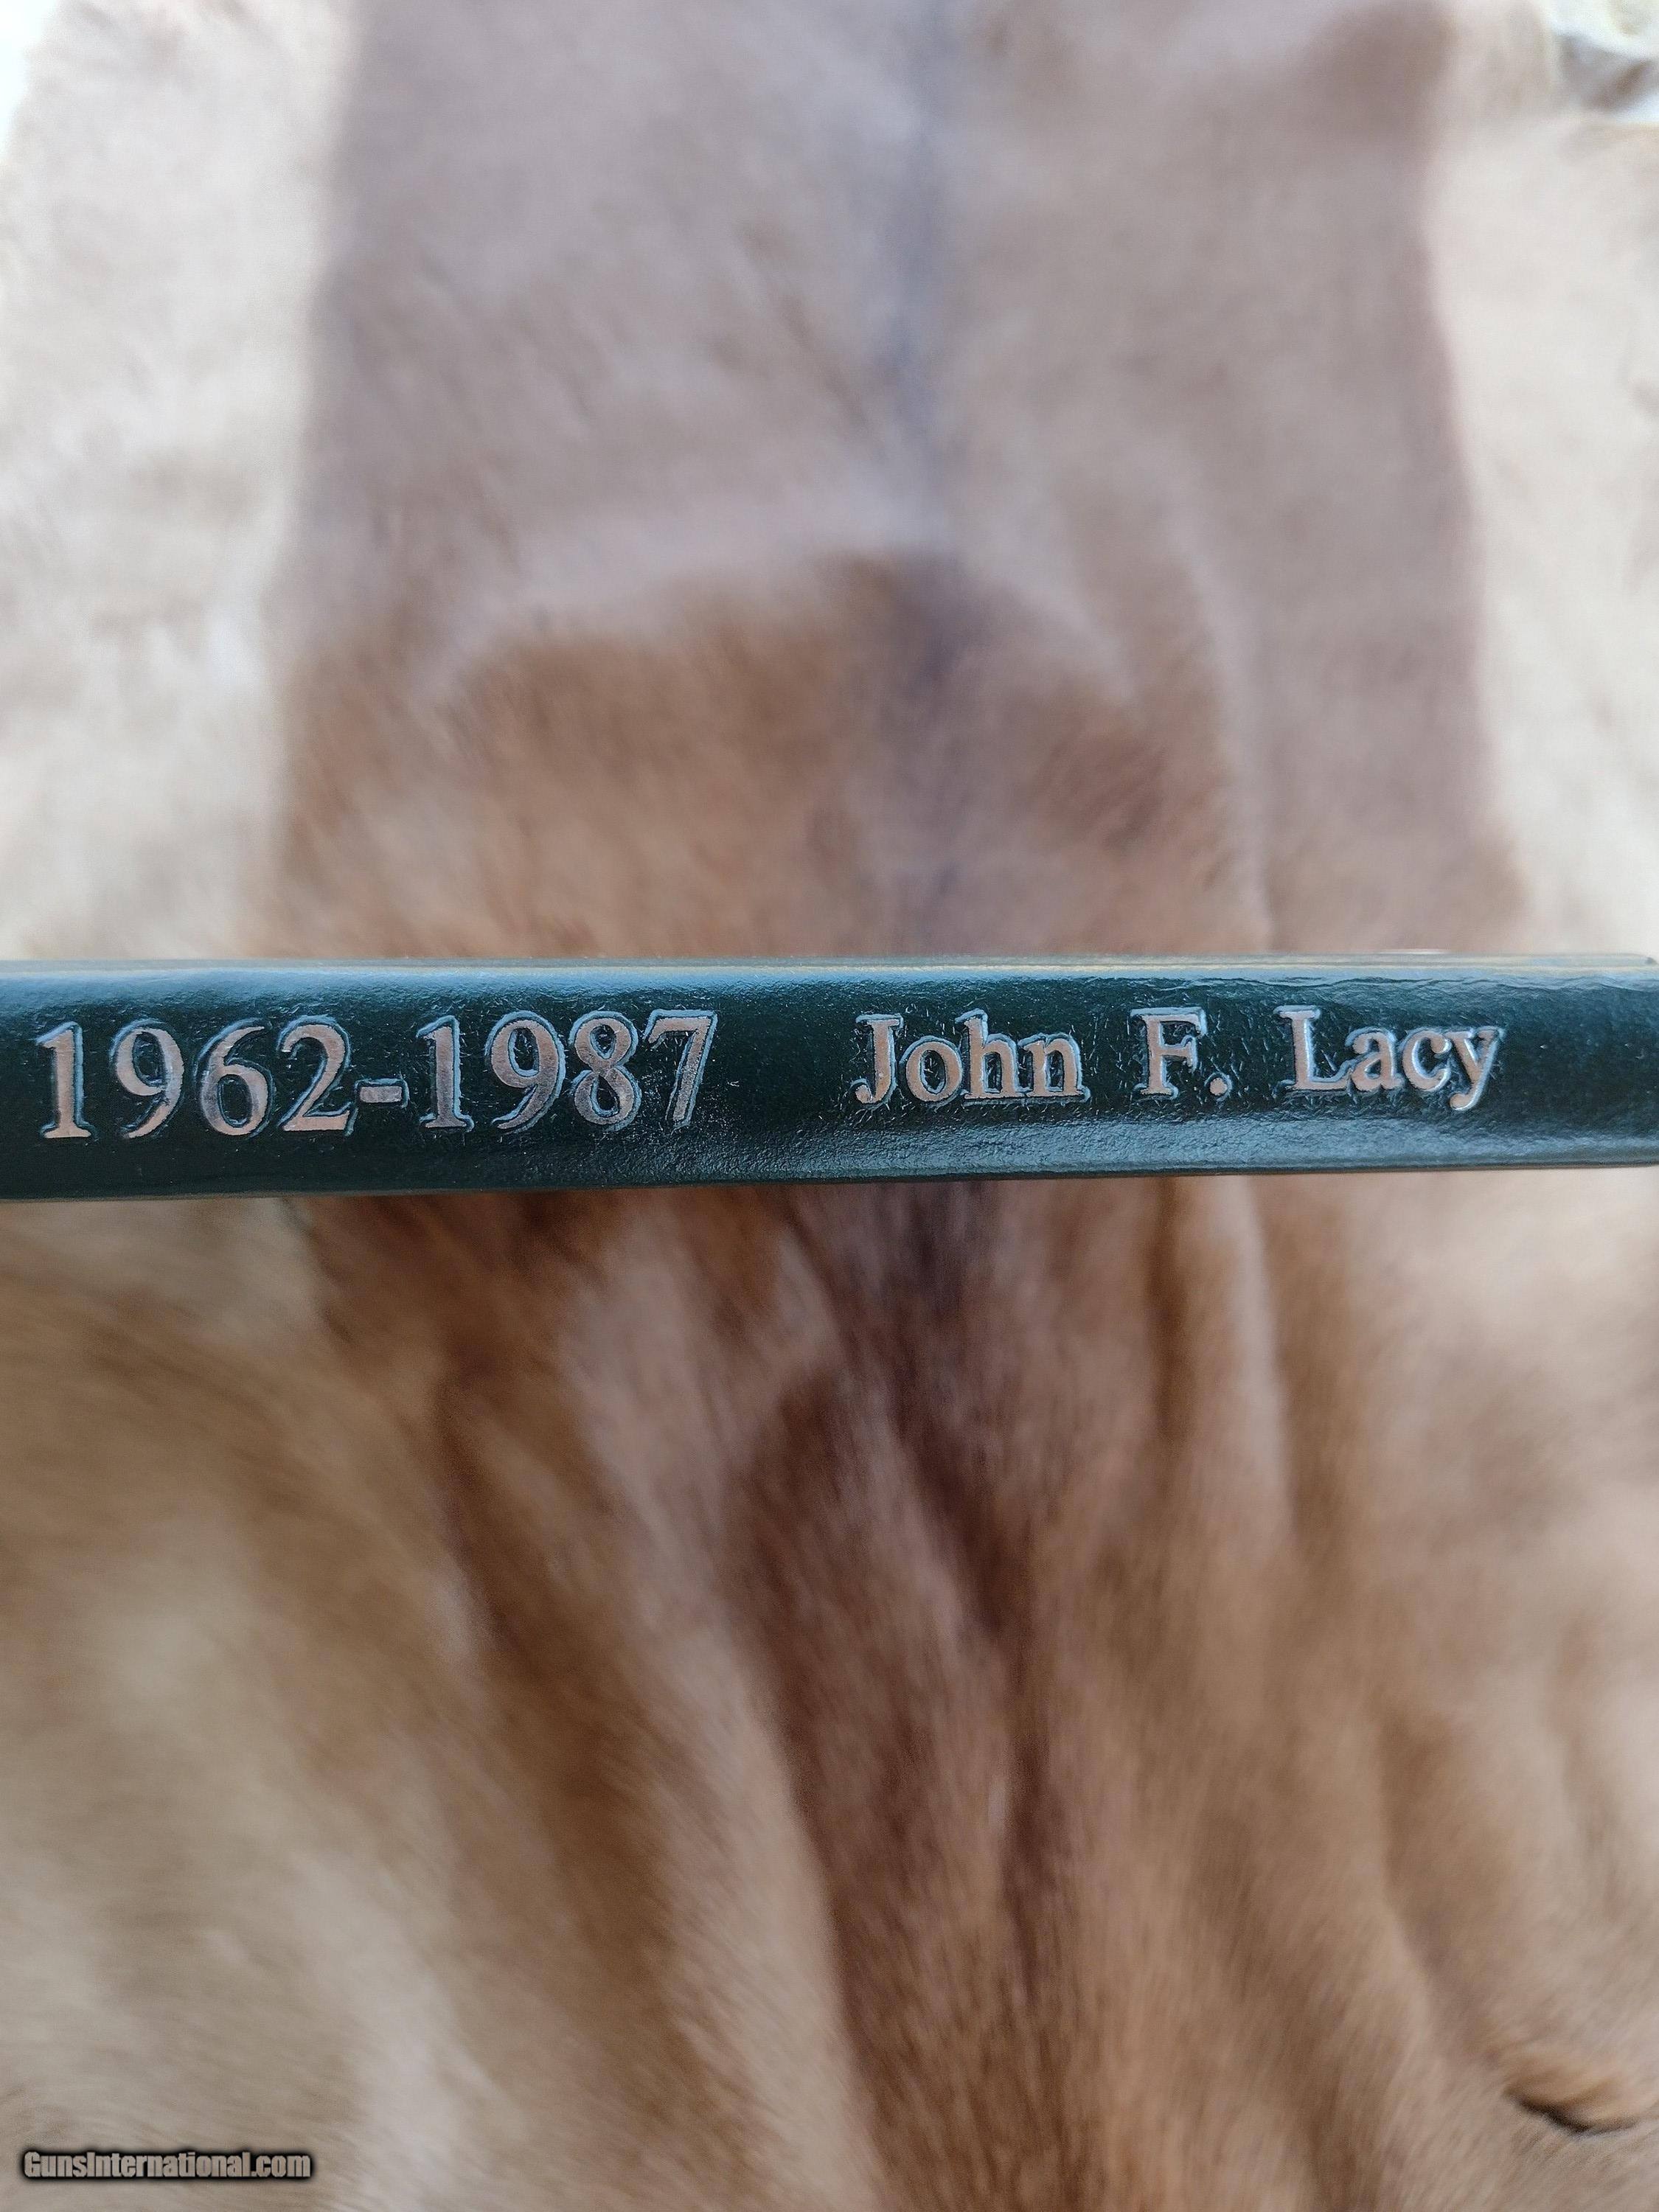 1962-1987 John F. Lacy
GunsInternational.com